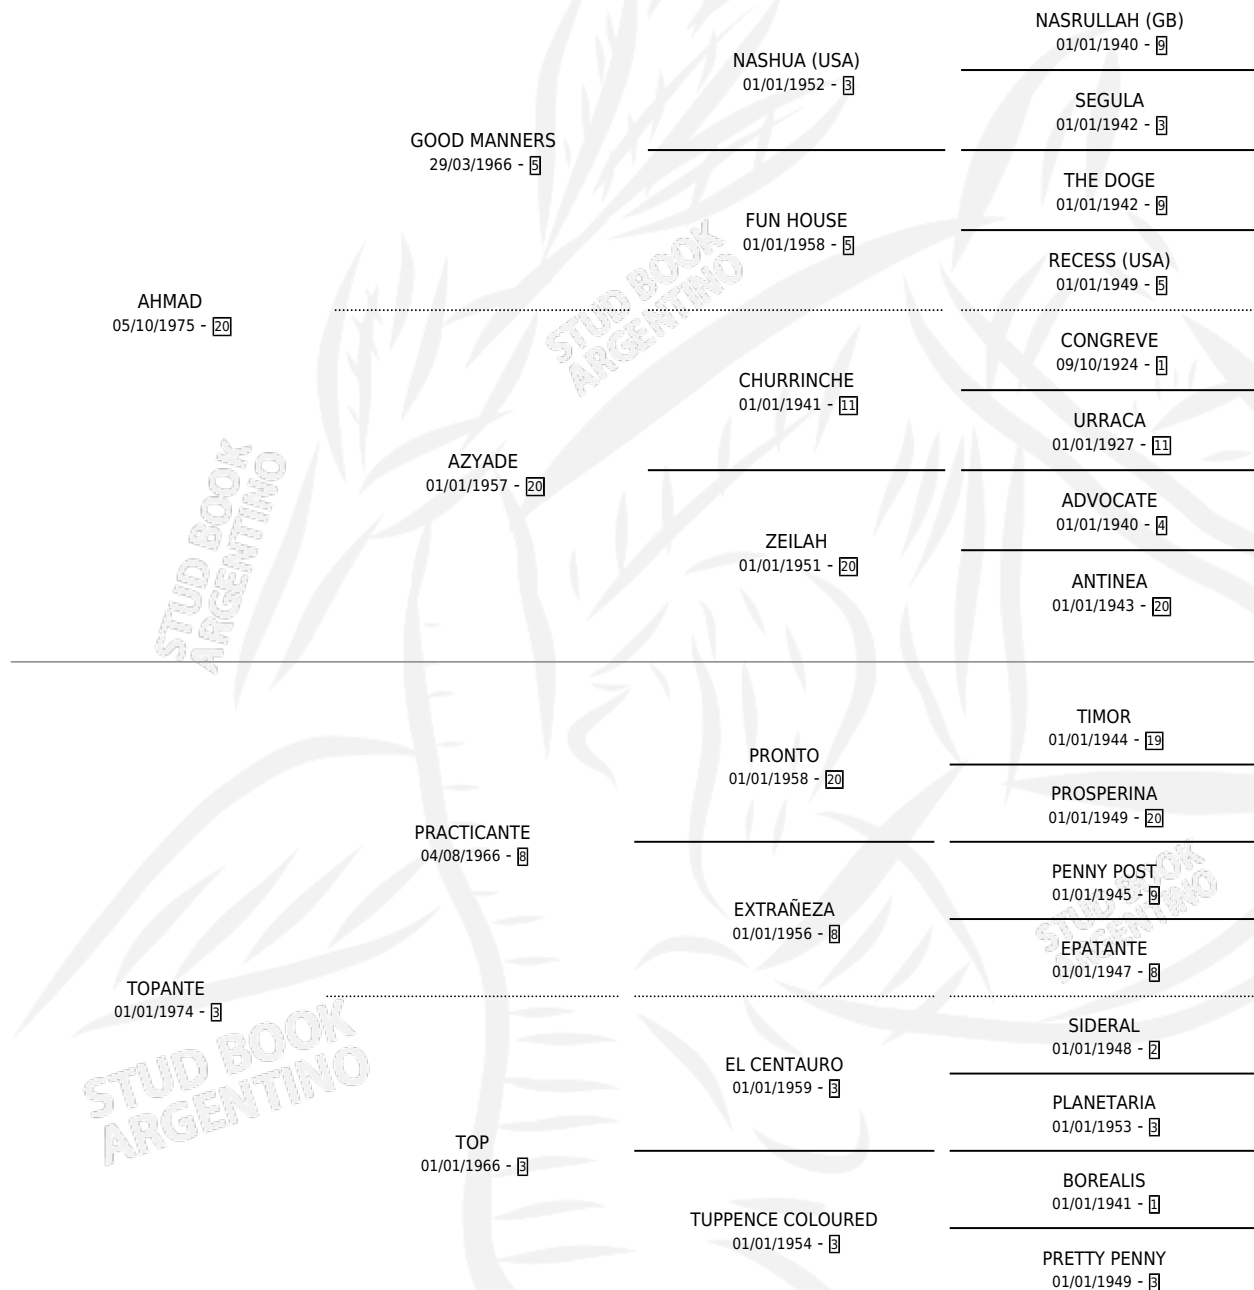 NASRULLAH (GB)
01/01/1940 - 9
NASHUA (USA)
01/01/1952 - 3
SEGULA
01/01/1942 - 3
GOOD MANNERS
29/03/1966 - 5
THE DOGE
01/01/1942 - 9
FUN HOUSE
01/01/1958 - 5
RECESS (USA)
01/01/1949 - 5
AHMAD
05/10/1975 - 20
CONGREVE
09/10/1924 - 1
CHURRINCHE
01/01/1941 - 11
URRACA
01/01/1927 - 11
AZYADE
01/01/1957 - 20
ADVOCATE
01/01/1940 - 4
ZEILAH
01/01/1951 - 20
ANTINEA
01/01/1943 - 20
STUD BOOK
ARGENTINO
STUD BOOK
ARGENTINO
TIMOR
01/01/1944 - 19
PRONTO
01/01/1958 - 20
PROSPERINA
01/01/1949 - 20
PRACTICANTE
04/08/1966 - 8
PENNY POST
01/01/1945 - 9
EXTRAÑEZA
01/01/1956 - 8
EPATANTE
01/01/1947 - 8
STUD BOOK
ARGENTINO
TOPANTE
01/01/1974 - 3
SIDERAL
01/01/1948 - 2
EL CENTAURO
01/01/1959 - 3
PLANETARIA
01/01/1953 - 3
STUD BOOK
ARGENTINO
TOP
01/01/1966 - 3
BOREALIS
01/01/1941 - 1
TUPPENCE COLOURED
01/01/1954 - 3
PRETTY PENNY
01/01/1949 - 3